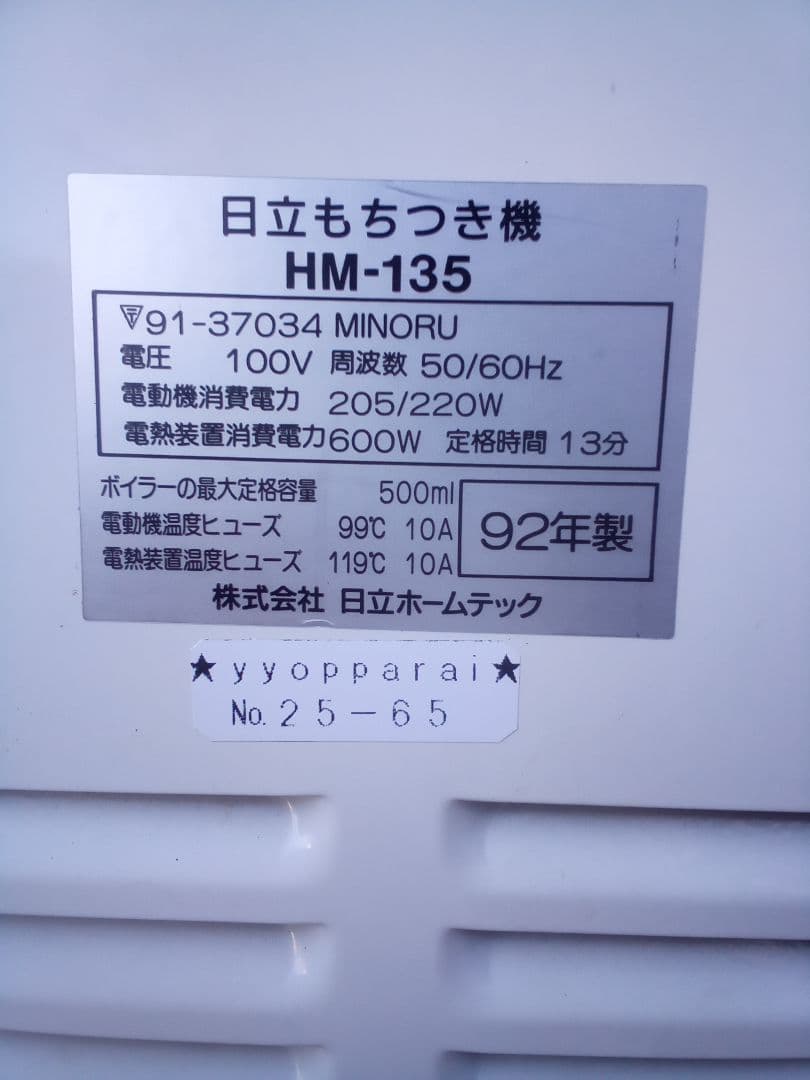 日立もちつき機
HM-135
91-37034 MINORU
電圧 100V 周波数 50/60Hz
電動機消費電力 205/220W
電熱装置消費電力600W 定格時間 13分
ボイラーの最大定格容量 500ml
電動機温度ヒューズ 99℃ 10A
電熱装置温度ヒューズ 119℃ 10A
92年製
株式会社 日立ホームテック
★yyopparai★
No.25-65